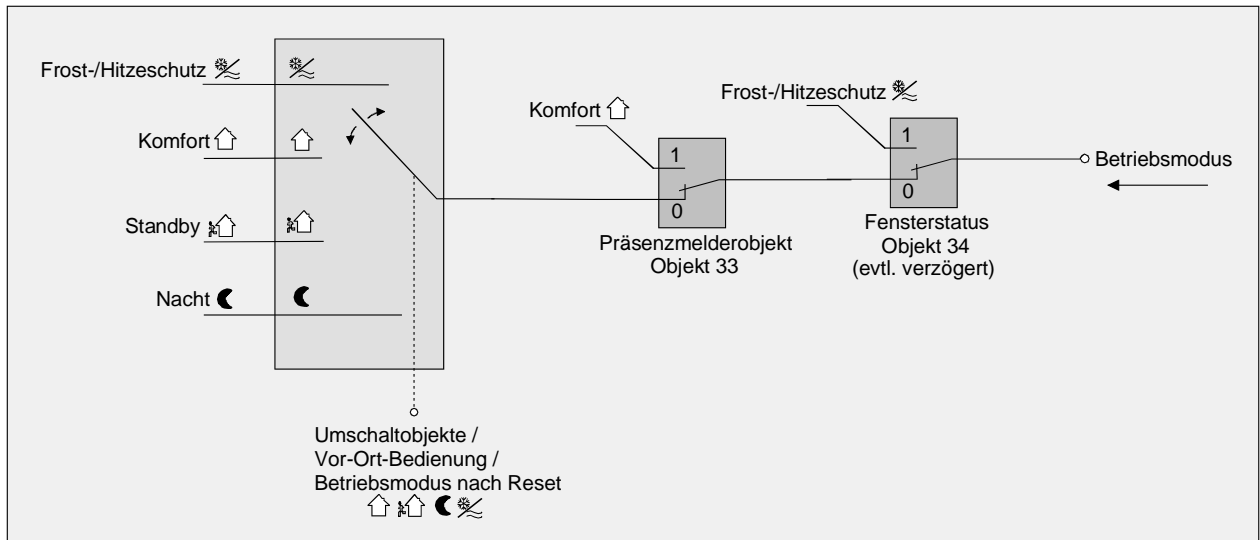 Frost-/Hitzeschutz
Komfort
Standby
Nacht
Umschaltobjekte /
Vor-Ort-Bedienung /
Betriebsmodus nach Reset
Komfort
1
0
Präsenzmelderobjekt
Objekt 33
Frost-/Hitzeschutz
1
0
Fensterstatus
Objekt 34
(evtl. verzögert)
Betriebsmodus